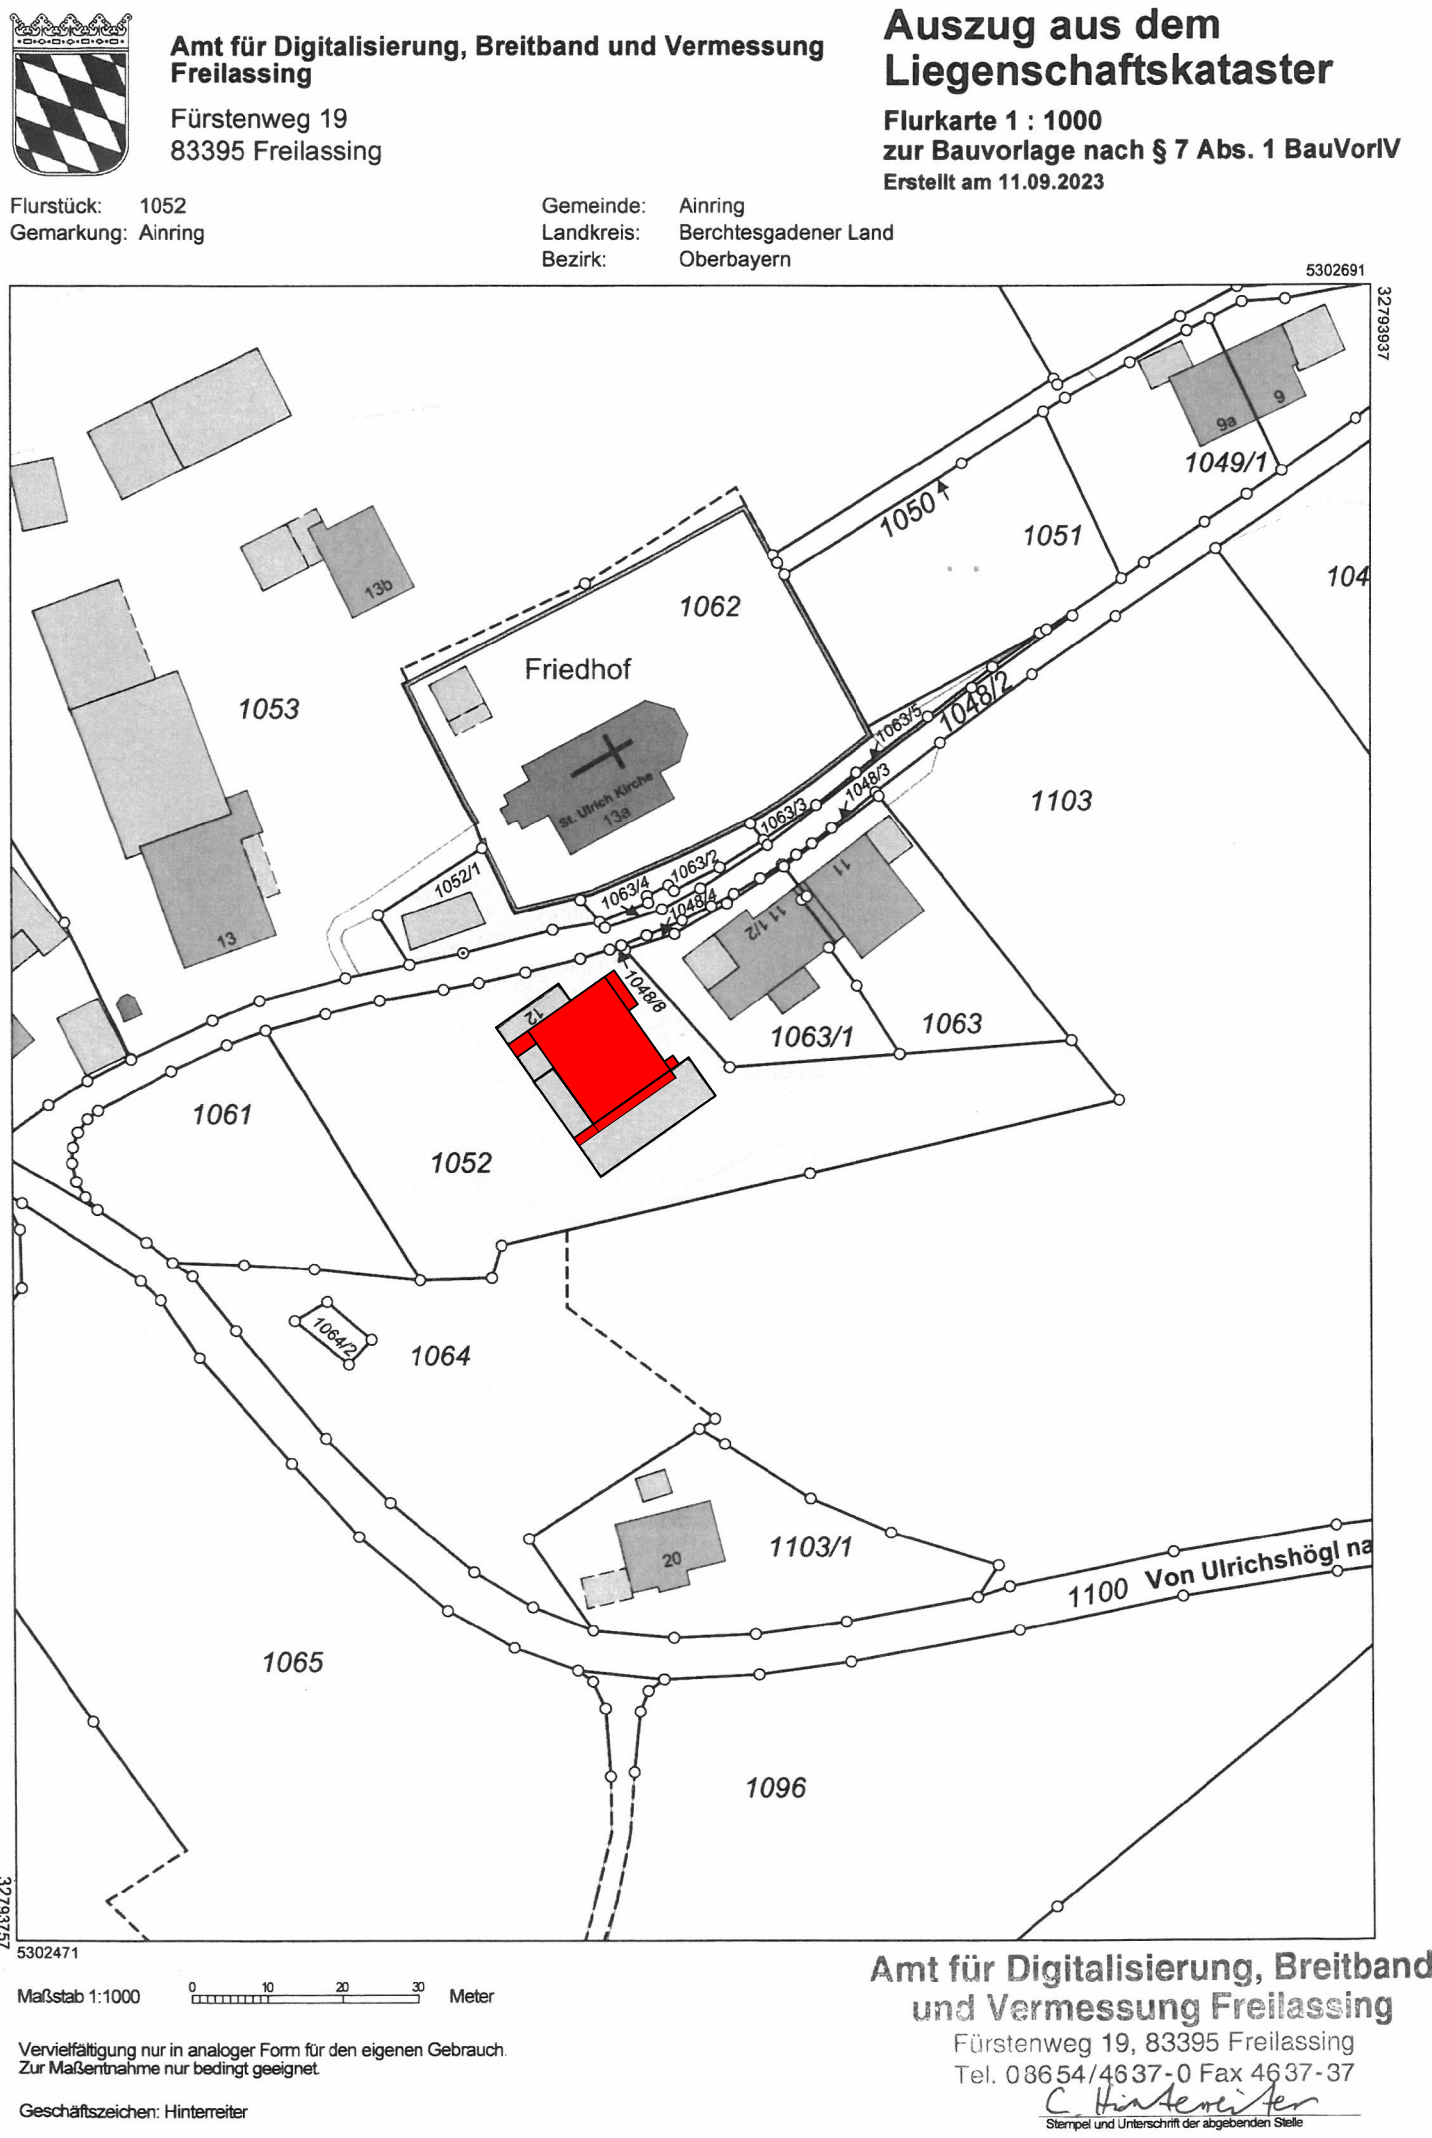 Amt für Digitalisierung, Breitband und Vermessung
Freilassing
Fürstenweg 19
83395 Freilassing
Auszug aus dem
Liegenschaftskataster
Flurkarte 1 : 1000
zur Bauvorlage nach § 7 Abs. 1 BauVorlV
Erstellt am 11.09.2023
Flurstück: 1052
Gemarkung: Ainring
Gemeinde: Ainring
Landkreis: Berchtesgadener Land
Bezirk: Oberbayern
5302691
32793937
9
9a
1049/1
1050
1051
104
13b
1062
Friedhof
1053
1048/2
1063/5
St. Ulrich Kirche
13a
1048/3
1063/3
1103
1063/2
1052/1
1063/4
1048/4
11
11 1/2
13
1048/8
12
1063/1
1063
1061
1052
1064/2
1064
1103/1
20
1100
Von Ulrichshögl na
1065
1096
32793757
5302471
Maßstab 1:1000
0 10 20 30
Meter
Vervielfältigung nur in analoger Form für den eigenen Gebrauch.
Zur Maßentnahme nur bedingt geeignet.
Geschäftszeichen: Hinterreiter
Amt für Digitalisierung, Breitband
und Vermessung Freilassing
Fürstenweg 19, 83395 Freilassing
Tel. 08654/4637-0 Fax 4637-37
C. Hinterreiter
Stempel und Unterschrift der abgebenden Stelle